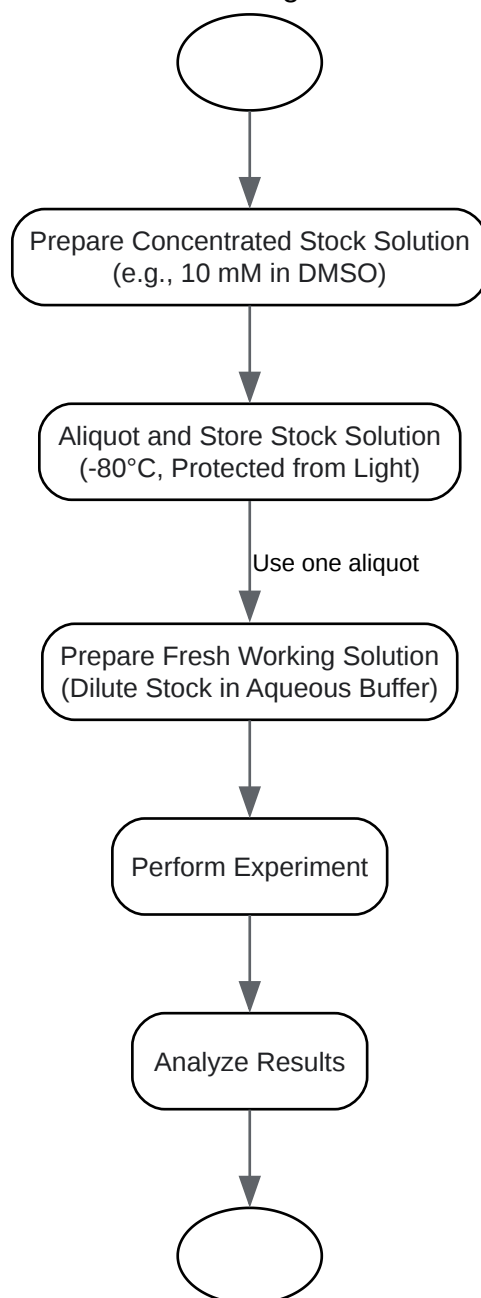 Prepare Concentrated Stock Solution
(e.g., 10 mM in DMSO)
Aliquot and Store Stock Solution
(-80°C, Protected from Light)
Use one aliquot
Prepare Fresh Working Solution
(Dilute Stock in Aqueous Buffer)
Perform Experiment
Analyze Results